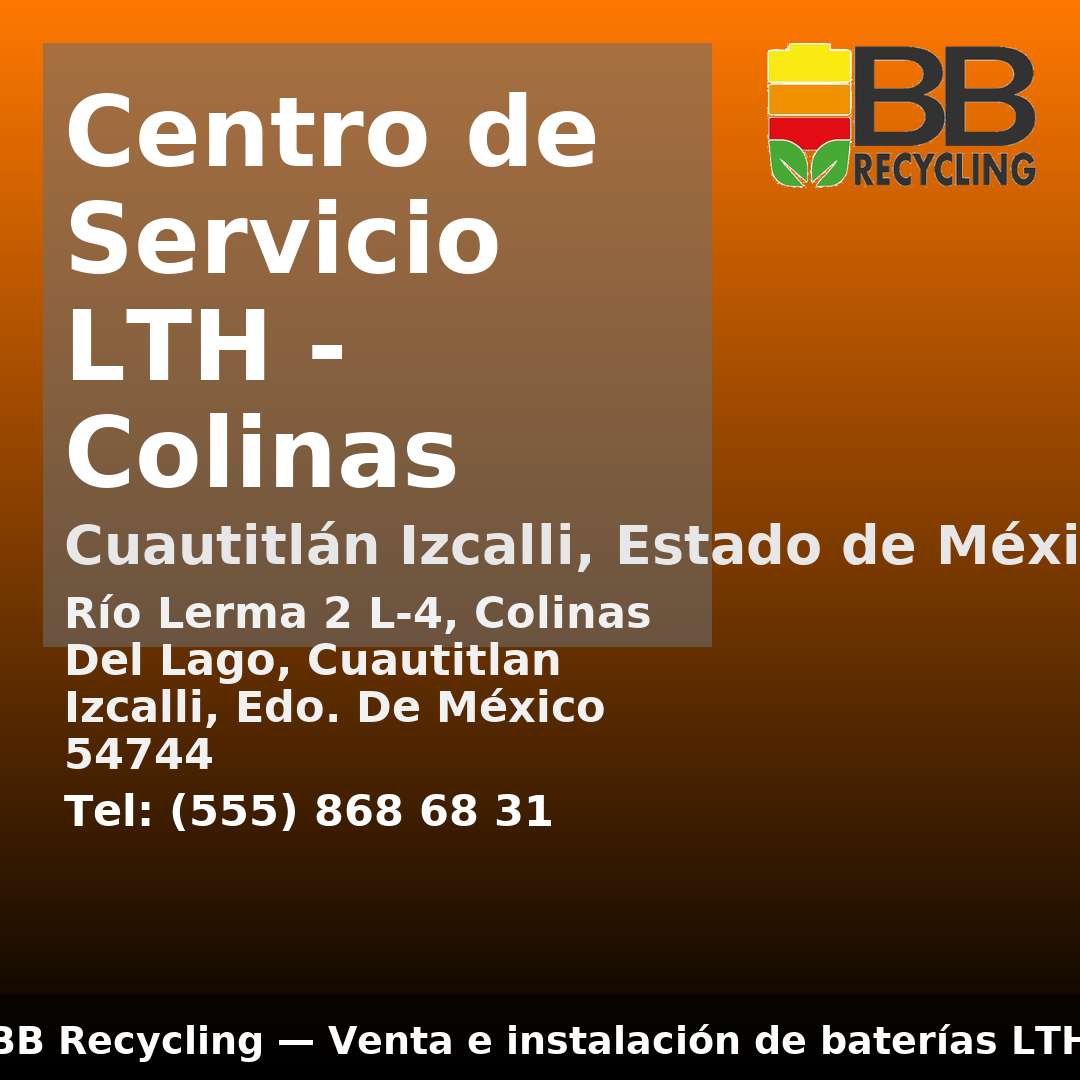 Centro de
Servicio
LTH -
Colinas
BB
RECYCLING
Cuautitlán Izcalli, Estado de Méxi
Río Lerma 2 L-4, Colinas
Del Lago, Cuautitlan
Izcalli, Edo. De México
54744
Tel: (555) 868 68 31
BB Recycling — Venta e instalación de baterías LTH